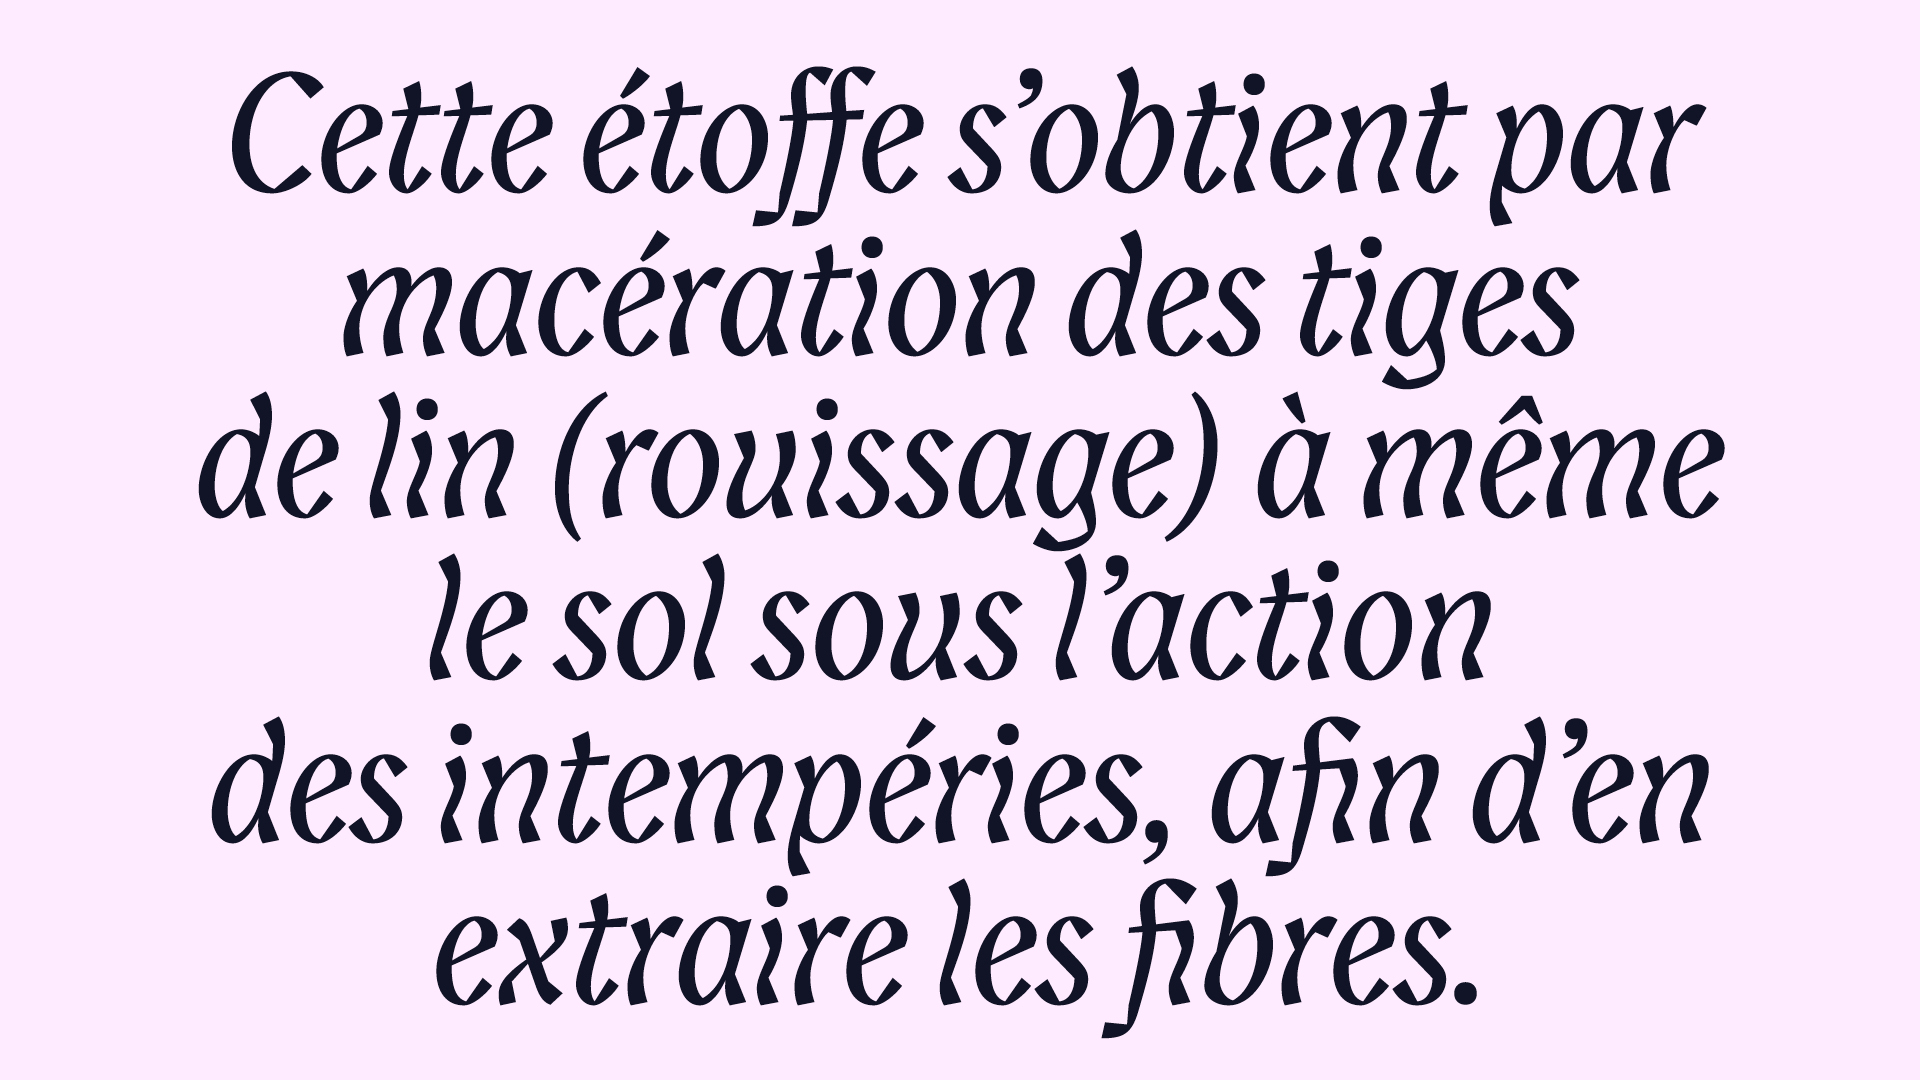 Cette étoffe s’obtient par
macération des tiges
de lin (rouissage) à même
le sol sous l’action
des intempéries, afin d’en
extraire les fibres.